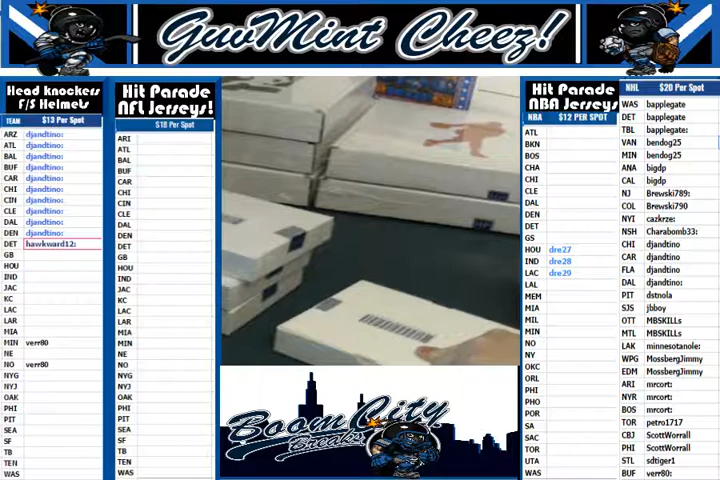 GuvMint Cheez!
Head Knockers
F/S Helmets
TEAM $13 Per Spot
ARZ djandtino:
ATL djandtino:
BAL djandtino:
BUF djandtino:
CAR djandtino:
CHI djandtino:
CIN djandtino:
CLE djandtino:
DAL djandtino:
DEN djandtino:
DET hawkward12:
GB
HOU
IND
JAC
KC
LAC
LAR
MIA
MIN verr80
NE
NO verr80
NYG
NYJ
OAK
PHI
PIT
SEA
SF
TB
TEN
WAS
Hit Parade
NFL Jerseys!
$18 Per Spot
ARI
ATL
BAL
BUF
CAR
CHI
CIN
CLE
DAL
DEN
DET
GB
HOU
IND
JAC
KC
LAC
LAR
MIA
MIN
NE
NO
NYG
NYJ
OAK
PHI
PIT
SEA
SF
TB
TEN
WAS
Boom City
Breaks
Hit Parade
NBA Jerseys
NBA $12 PER SPOT
ATL
BKN
BOS
CHA
CHI
CLE
DAL
DEN
DET
GS
HOU dre27
IND dre28
LAC dre29
LAL
MEM
MIA
MIL
MIN
NO
NY
OKC
ORL
PHI
PHO
POR
SA
SAC
TOR
UTA
WAS
NHL $20 Per Spot
WAS bapplegate
DET bapplegate
TBL bapplegate:
VAN bendog25
MIN bendog25
ANA bigdp
CAL bigdp
NJ Brewski789:
COL Brewski790
NYI cazkrze:
NSH Charabomb33:
CHI djandtino
CAR djandtino
FLA djandtino
DAL djandtino:
PIT dstnola
SJS jbboy
OTT MBSKILLs
MTL MBSKILLs
LAK minnesotanole:
WPG MossbergJimmy
EDM MossbergJimmy
ARI mrcort:
NYR mrcort:
BOS mrcort:
TOR petro1717
CBJ ScottWorrall
PHI ScottWorrall
STL sdtiger1
BUF verr80: